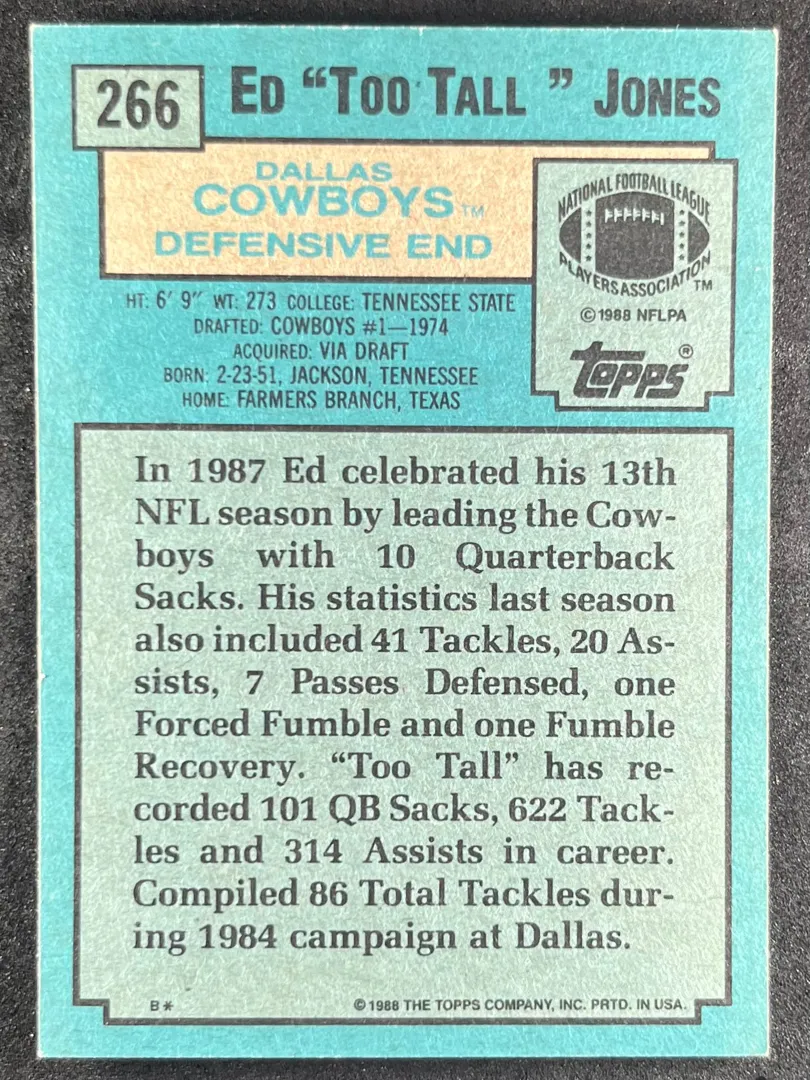 266
ED “TOO TALL ” JONES
DALLAS
COWBOYS TM
DEFENSIVE END
NATIONAL FOOTBALL LEAGUE
PLAYERS ASSOCIATION TM
© 1988 NFLPA
Topps ®
HT: 6′ 9″ WT: 273 COLLEGE: TENNESSEE STATE
DRAFTED: COWBOYS #1—1974
ACQUIRED: VIA DRAFT
BORN: 2-23-51, JACKSON, TENNESSEE
HOME: FARMERS BRANCH, TEXAS
In 1987 Ed celebrated his 13th
NFL season by leading the Cow-
boys with 10 Quarterback
Sacks. His statistics last season
also included 41 Tackles, 20 As-
sists, 7 Passes Defensed, one
Forced Fumble and one Fumble
Recovery. “Too Tall” has re-
corded 101 QB Sacks, 622 Tack-
les and 314 Assists in career.
Compiled 86 Total Tackles dur-
ing 1984 campaign at Dallas.
B*
© 1988 THE TOPPS COMPANY, INC. PRTD. IN USA.